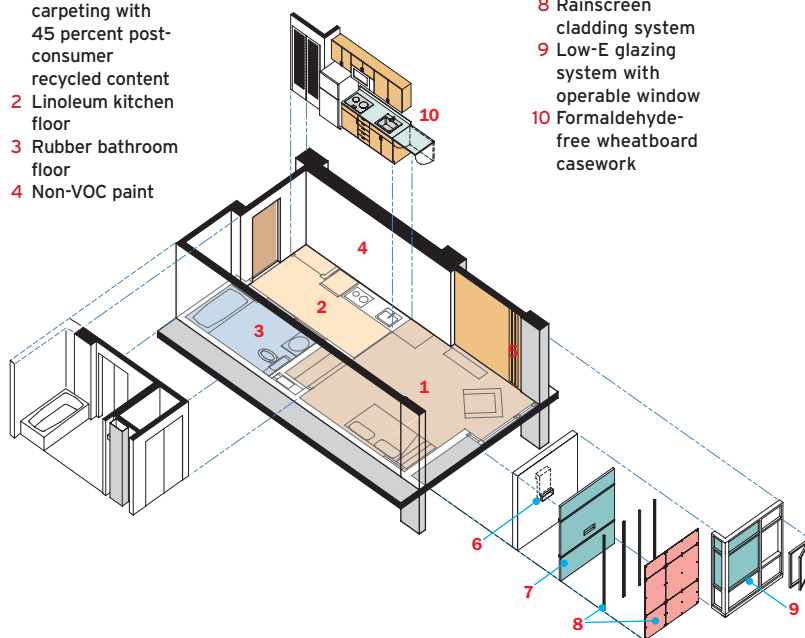 carpeting with
45 percent post-
consumer
recycled content
2 Linoleum kitchen
floor
3 Rubber bathroom
floor
4 Non-VOC paint
8 Rainscreen
cladding system
9 Low-E glazing
system with
operable window
10 Formaldehyde-
free wheatboard
casework
10
4
2
3
5
1
6
7
8
9